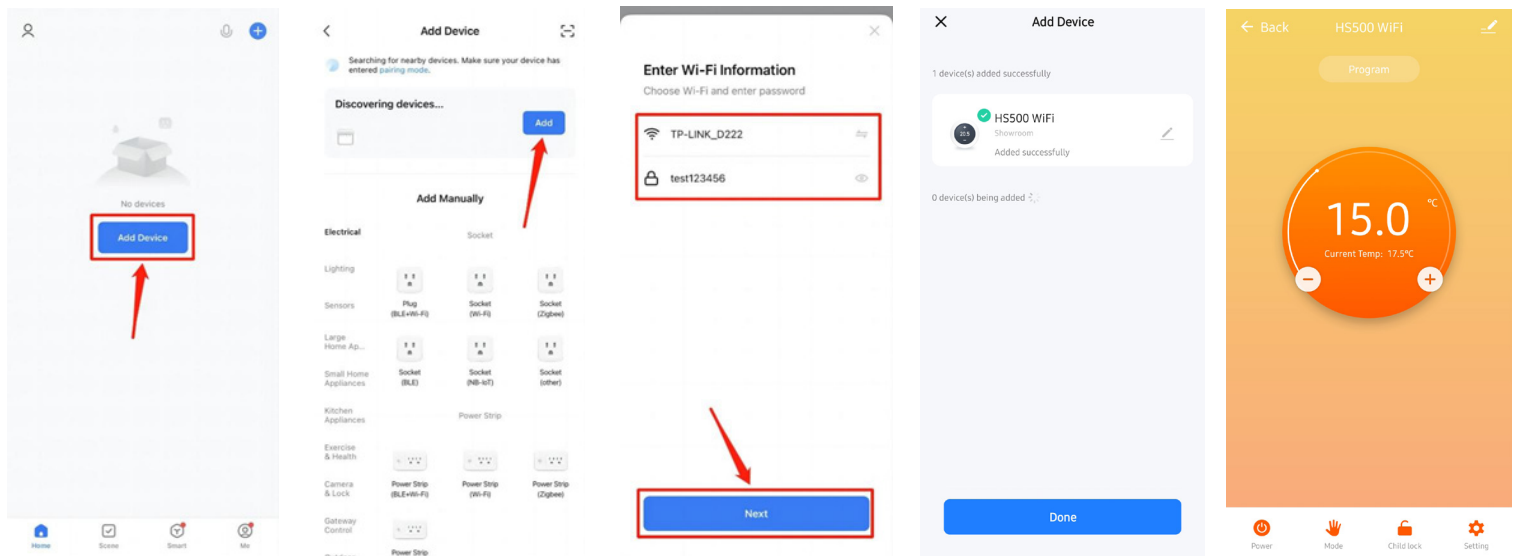 No devices
Add Device
Home
Scene
Smart
Me
Add Device
Searching for nearby devices. Make sure your device has
entered pairing mode.
Discovering devices...
Add
Add Manually
Electrical
Socket
Lighting
Sensors
Plug
(BLE+Wi-Fi)
Socket
(Wi-Fi)
Socket
(Zigbee)
Large
Home Ap...
Small Home
Appliances
Socket
(BLE)
Socket
(NB-IoT)
Socket
(other)
Kitchen
Appliances
Power Strip
Exercise
& Health
Camera
& Lock
Power Strip
(BLE+Wi-Fi)
Power Strip
(Wi-Fi)
Power Strip
(Zigbee)
Gateway
Control
Power Strip
Enter Wi-Fi Information
Choose Wi-Fi and enter password
TP-LINK_D222
test123456
Next
Add Device
1 device(s) added successfully
HS500 WiFi
Showroom
Added successfully
0 device(s) being added
Done
Back
HS500 WiFi
Program
15.0 °C
Current Temp: 17.5°C
Power
Mode
Child lock
Setting